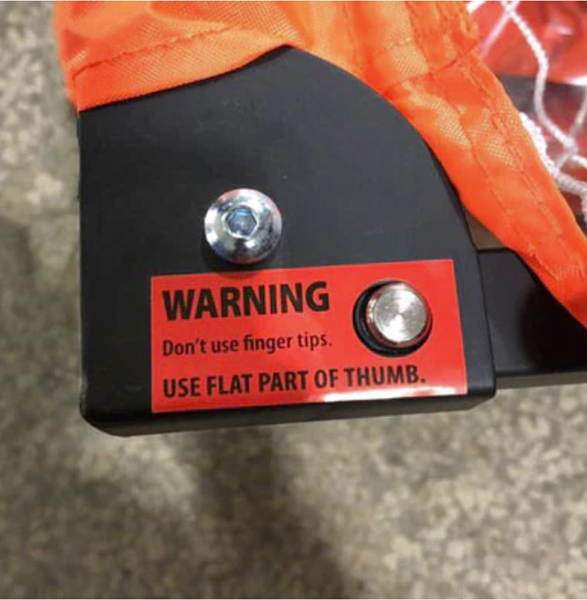 WARNING
Don't use finger tips.
USE FLAT PART OF THUMB.